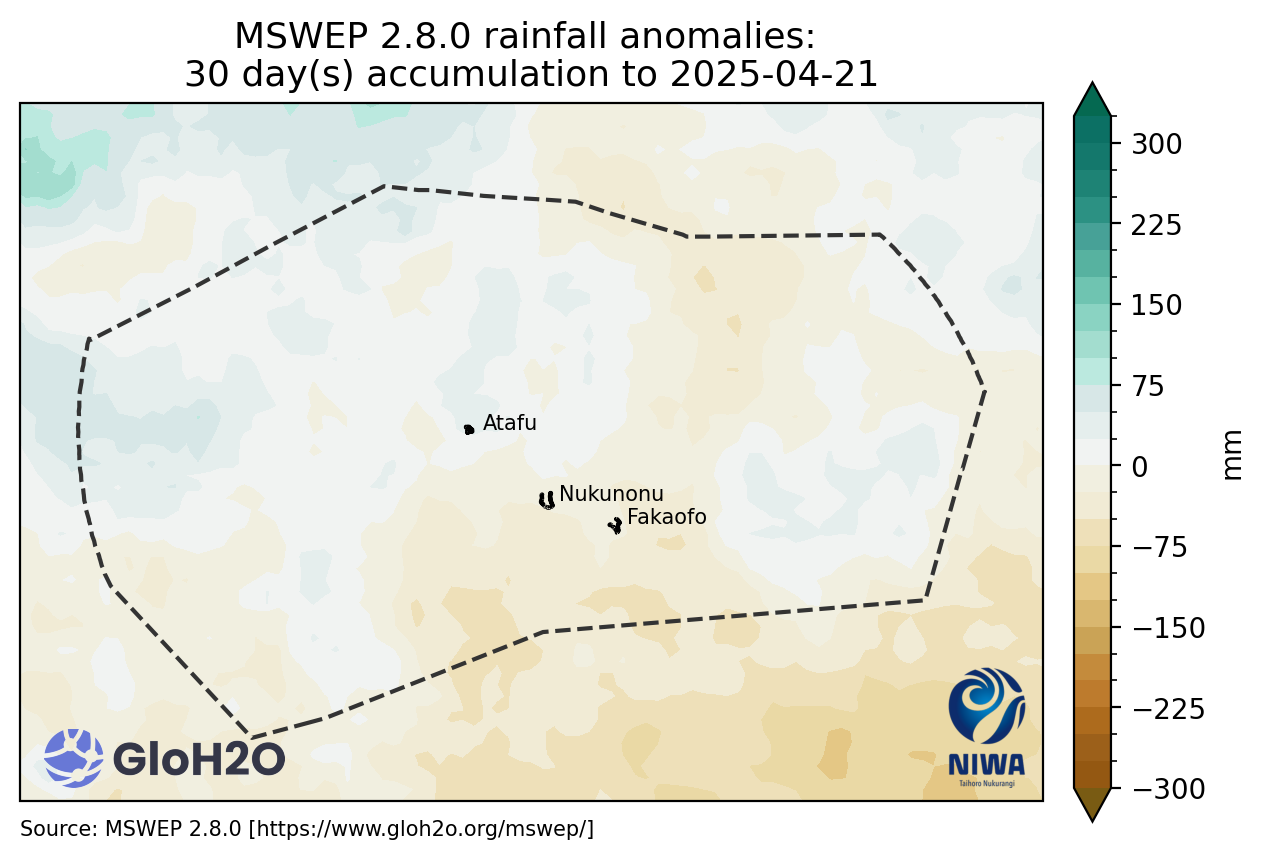 MSWEP 2.8.0 rainfall anomalies:
30 day(s) accumulation to 2025-04-21
300
225
150
75
0
−75
−150
−225
−300
mm
Atafu
Nukunonu
Fakaofo
GloH2O
NIWA
Taihoro Nukurangi
Source: MSWEP 2.8.0 [https://www.gloh2o.org/mswep/]